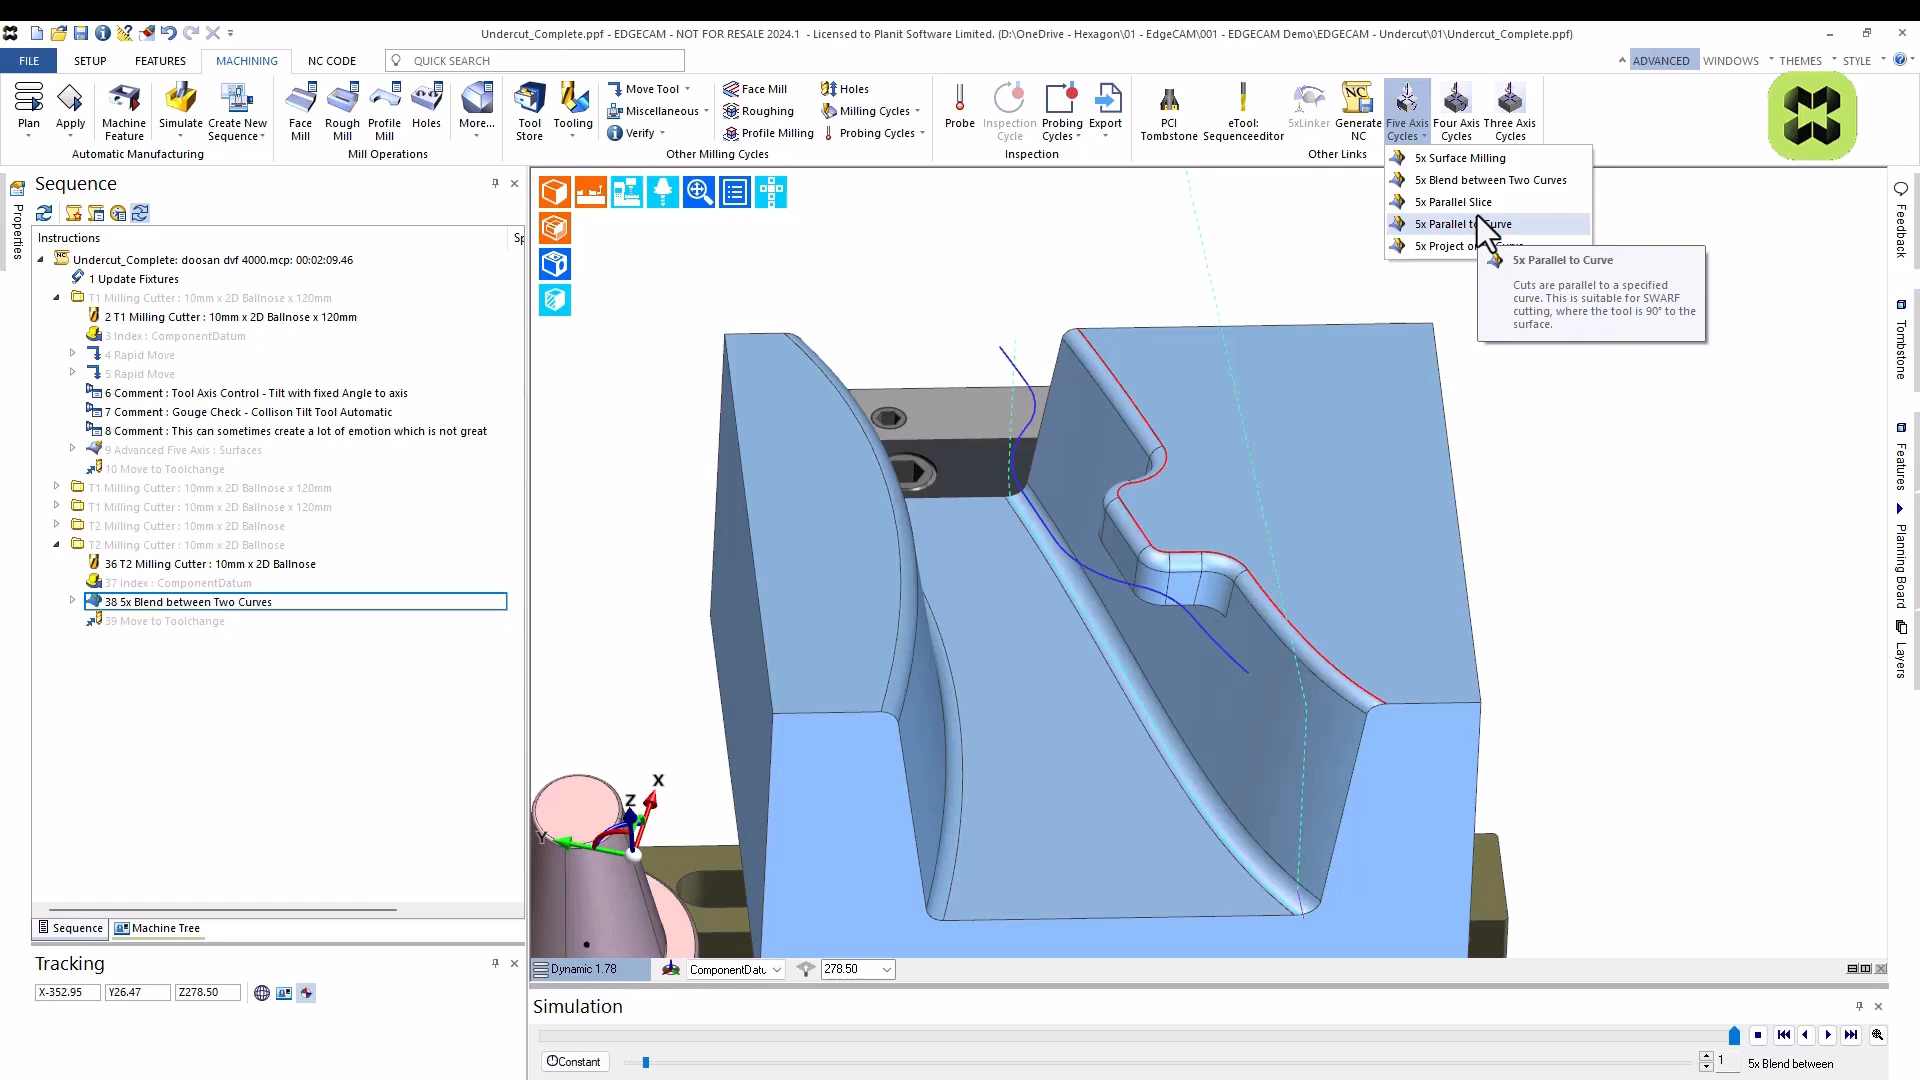 Undercut_Complete.ppf - EDGECAM - NOT FOR RESALE 2024.1 - Licensed to Planit Software Limited. (D:\OneDrive - Hexagon\01 - EdgeCAM\001 - EDGECAM Demo\EDGECAM - Undercut\01\Undercut_Complete.ppf)
FILE SETUP FEATURES MACHINING NC CODE QUICK SEARCH ADVANCED WINDOWS THEMES STYLE
Plan Apply Machine Feature Simulate Create New Sequence
Automatic Manufacturing
Face Mill Rough Mill Profile Mill Holes More...
Mill Operations
Tool Store Tooling
Move Tool Face Mill Holes
Miscellaneous Roughing Milling Cycles
Verify Profile Milling Probing Cycles
Other Milling Cycles
Probe Inspection Cycle Probing Cycles Export
Inspection
PCI Tombstone eTool: Sequenceeditor 5xLinker Generate NC Five Axis Cycles Four Axis Cycles Three Axis Cycles
Other Links
5x Surface Milling
5x Blend between Two Curves
5x Parallel Slice
5x Parallel to Curve
5x Project o
5x Parallel to Curve
Cuts are parallel to a specified
curve. This is suitable for SWARF
cutting, where the tool is 90° to the
surface.
Properties
Sequence
Instructions Sp
Undercut_Complete: doosan dvf 4000.mcp: 00:02:09.46
1 Update Fixtures
T1 Milling Cutter : 10mm x 2D Ballnose x 120mm
2 T1 Milling Cutter : 10mm x 2D Ballnose x 120mm
3 Index : ComponentDatum
4 Rapid Move
5 Rapid Move
6 Comment : Tool Axis Control - Tilt with fixed Angle to axis
7 Comment : Gouge Check - Collison Tilt Tool Automatic
8 Comment : This can sometimes create a lot of emotion which is not great
9 Advanced Five Axis : Surfaces
10 Move to Toolchange
T1 Milling Cutter : 10mm x 2D Ballnose x 120mm
T1 Milling Cutter : 10mm x 2D Ballnose x 120mm
T2 Milling Cutter : 10mm x 2D Ballnose
T2 Milling Cutter : 10mm x 2D Ballnose
36 T2 Milling Cutter : 10mm x 2D Ballnose
37 Index : ComponentDatum
38 5x Blend between Two Curves
39 Move to Toolchange
Sequence Machine Tree
Tracking
X-352.95 Y26.47 Z278.50
X
Z
Y
Dynamic 1.78 ComponentDatu 278.50
Simulation
Constant 1 5x Blend between
Feedback
Tombstone
Features
Planning Board
Layers